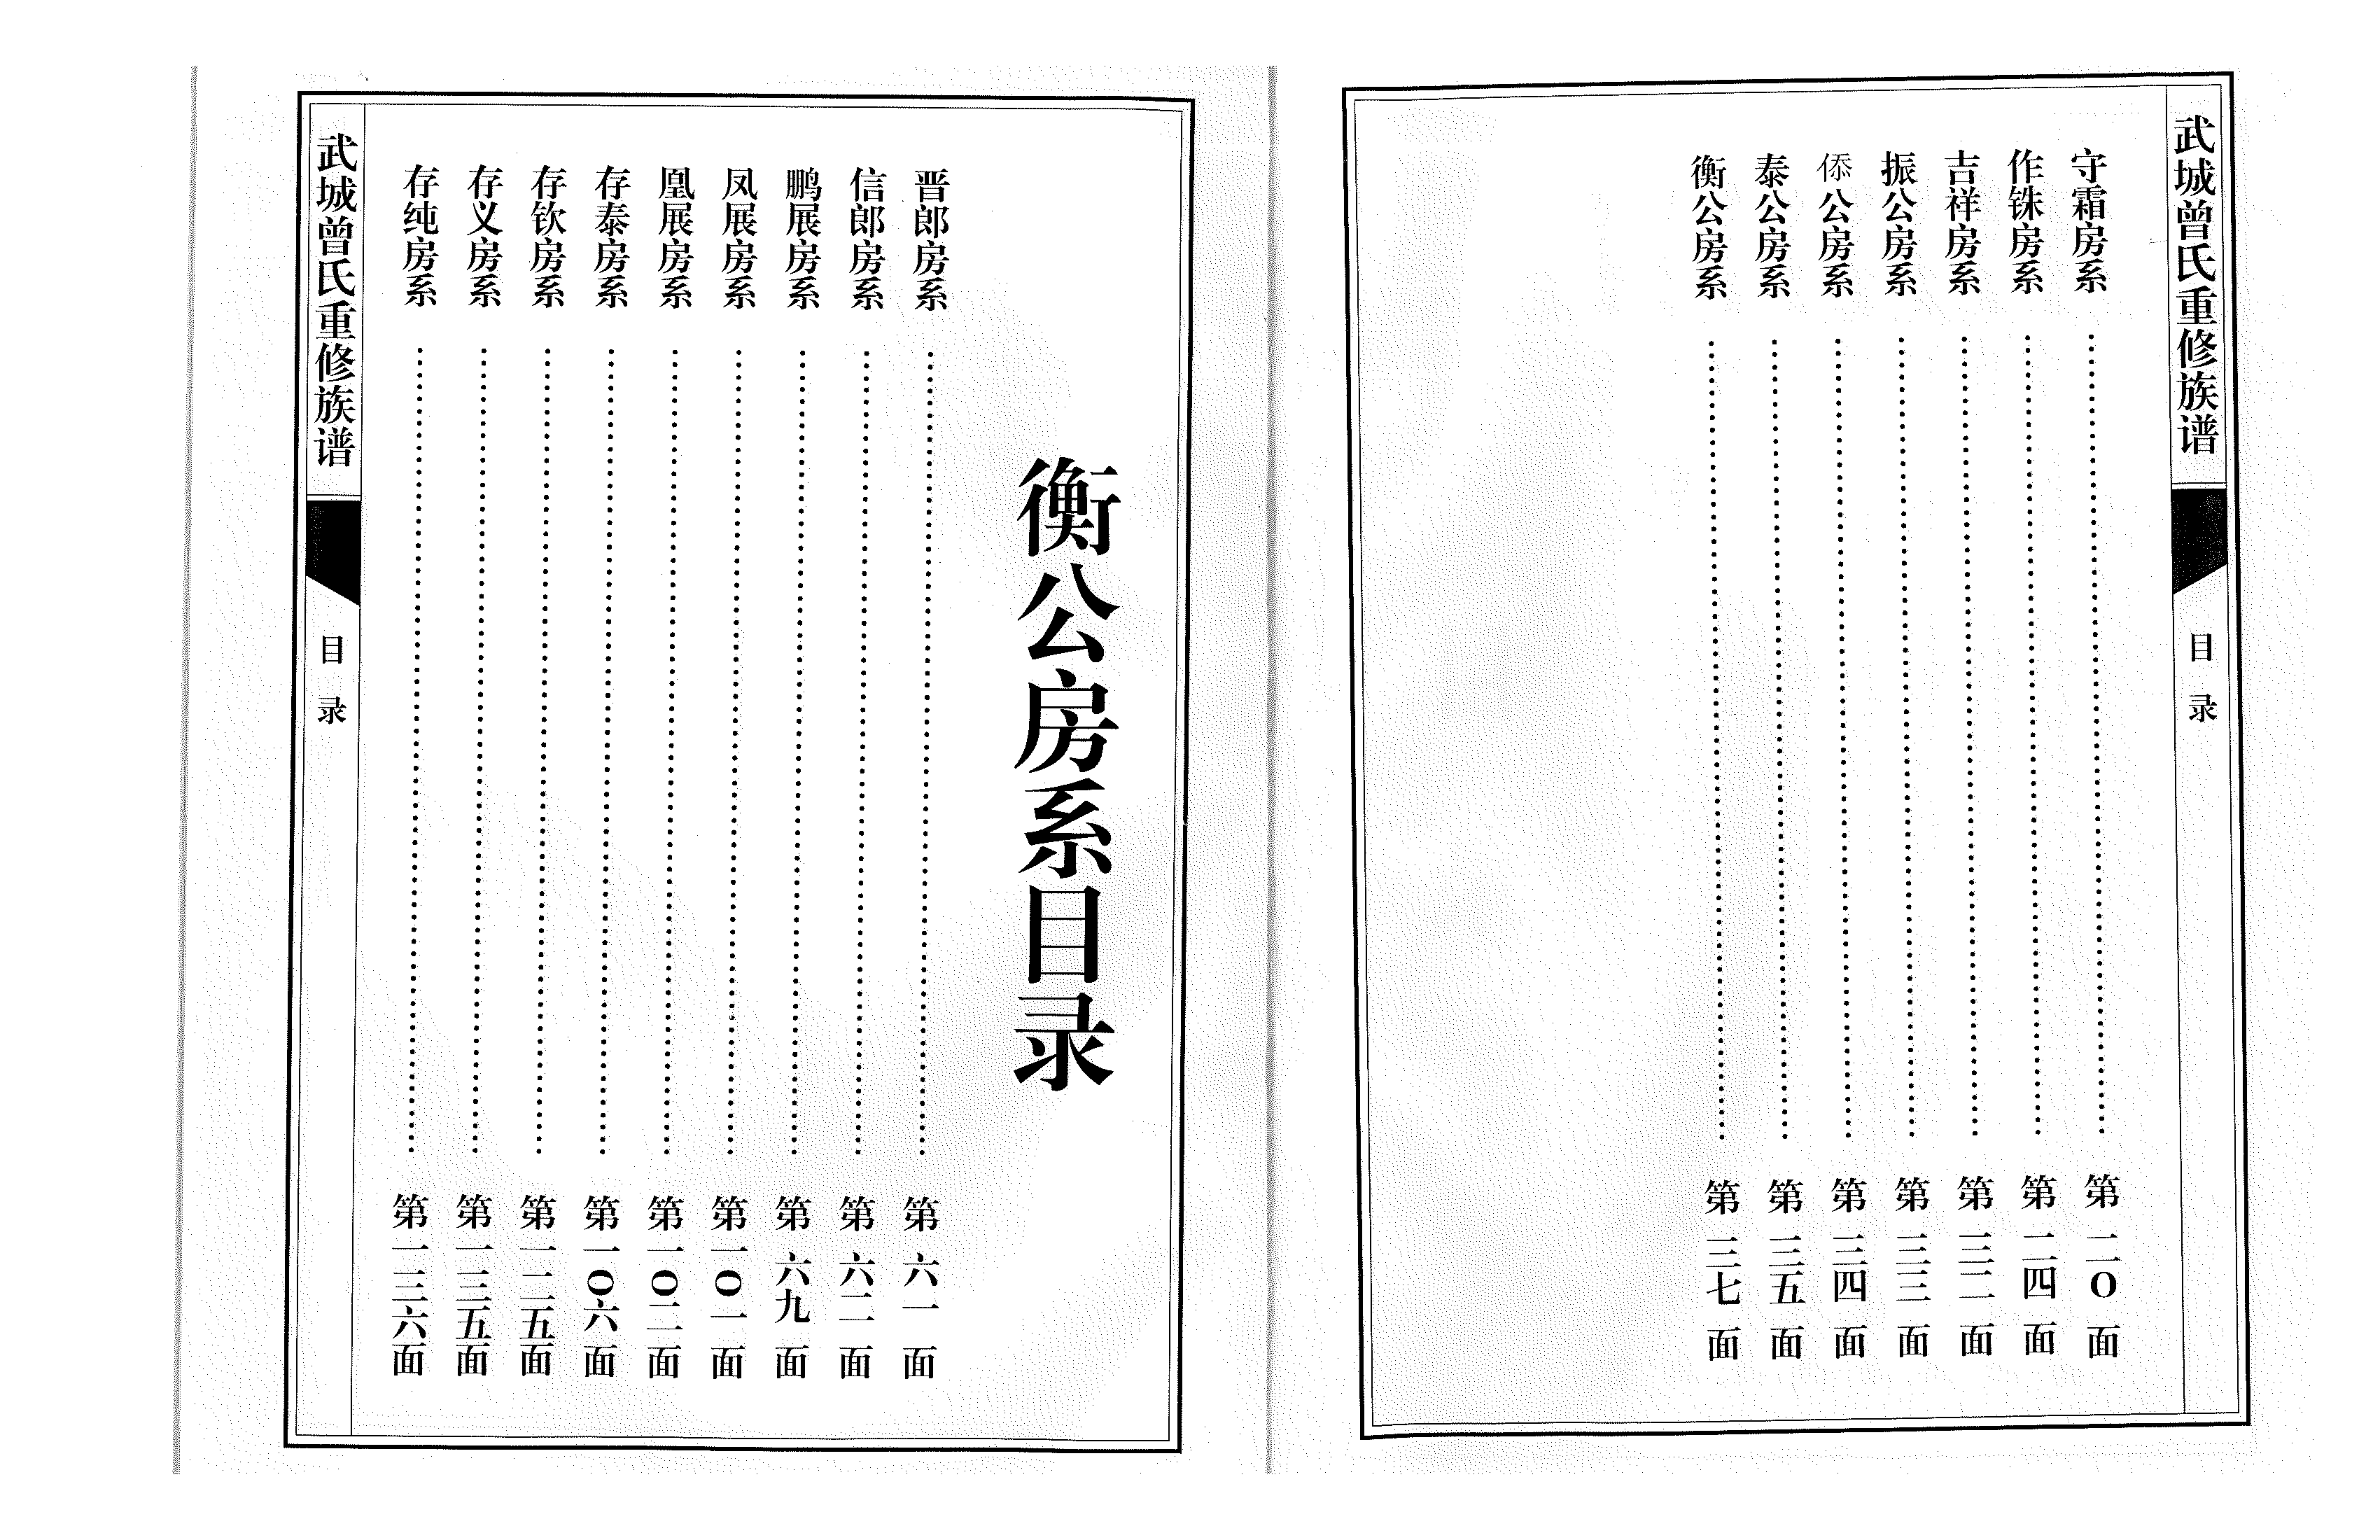 武城曾氏重修族谱
目录
守霜房系 第二〇面
作铢房系 第二四面
吉祥房系 第三二面
振公房系 第三三面
㤁公房系 第三四面
泰公房系 第三五面
衡公房系 第三七面
衡公房系目录
晋郎房系 第六一面
信郎房系 第六二面
鹏展房系 第六九面
凤展房系 第一〇一面
凰展房系 第一〇二面
存泰房系 第一〇六面
存钦房系 第一二五面
存义房系 第一三五面
存纯房系 第一三六面
武城曾氏重修族谱
目录